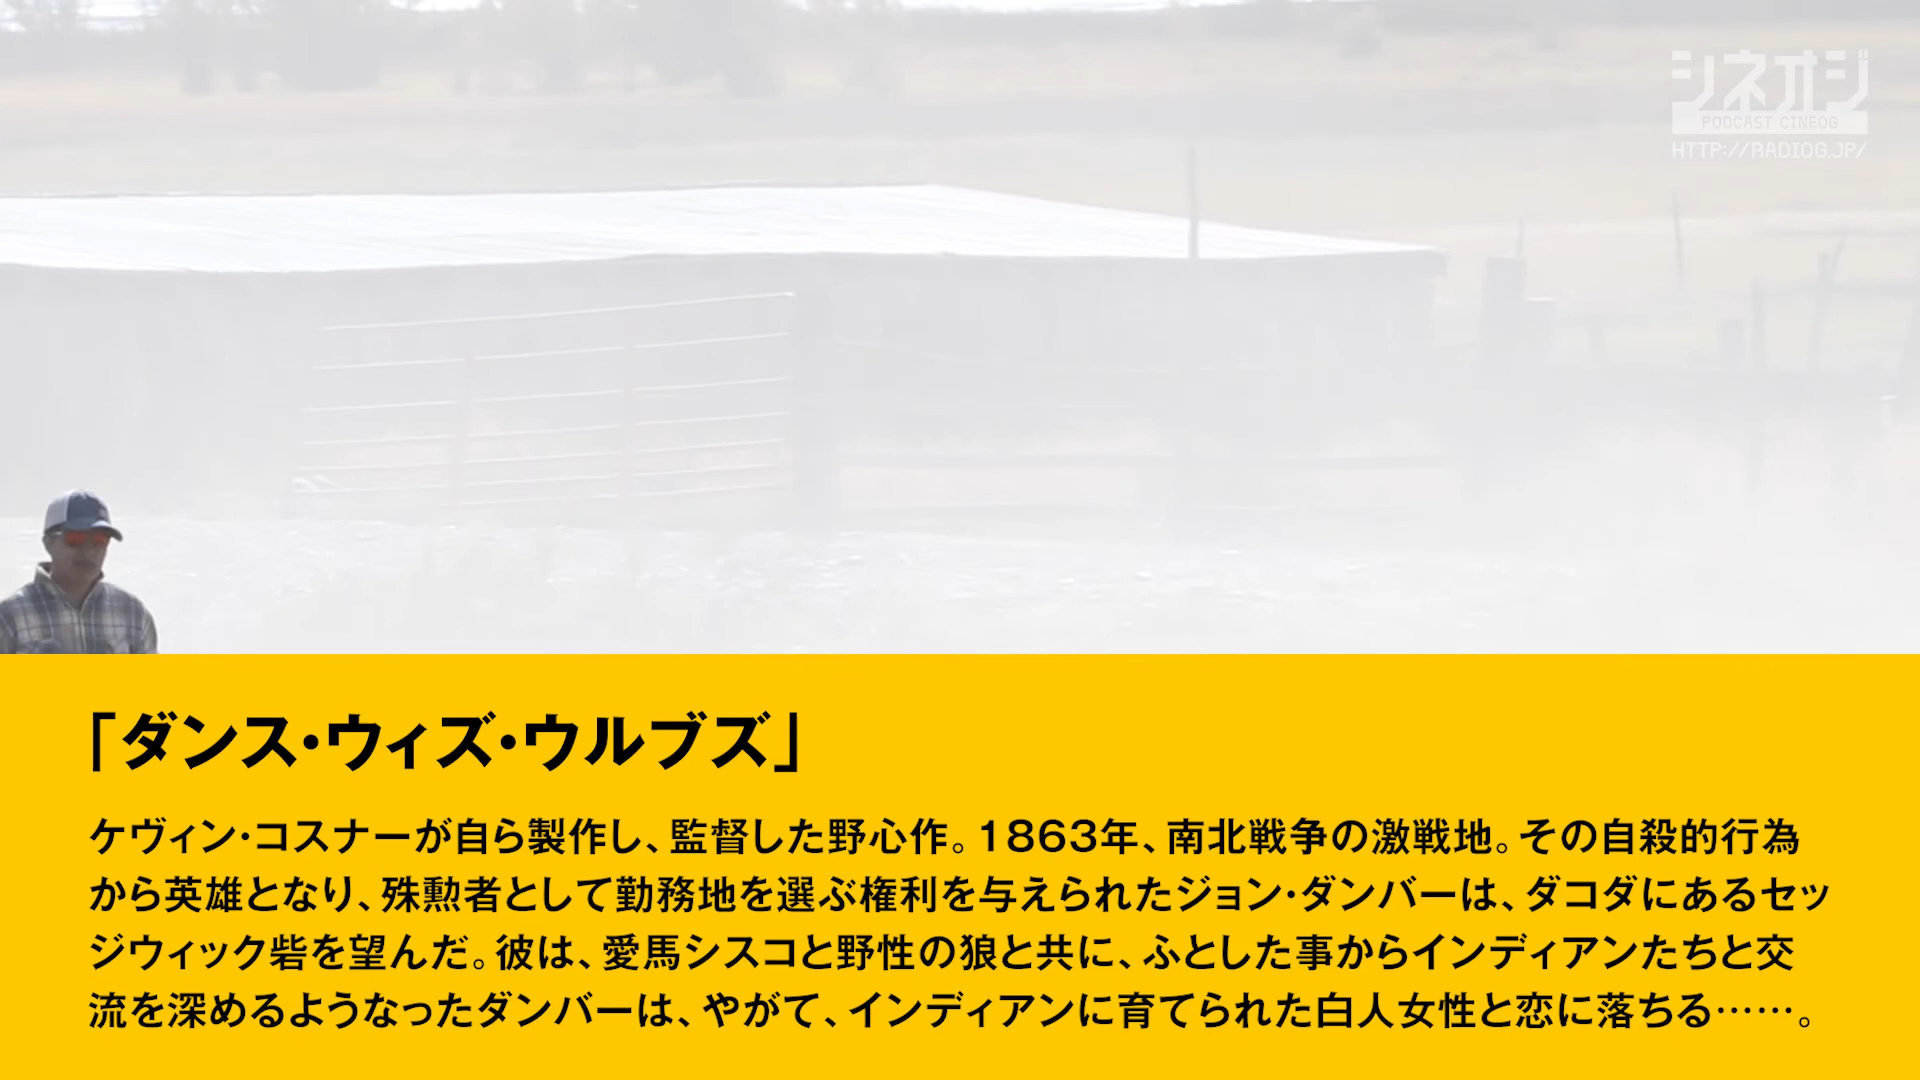 シネオジ
PODCAST CINEOG
HTTP://RADIOG.JP/
「ダンス・ウィズ・ウルブズ」
ケヴィン・コスナーが自ら製作し、監督した野心作。1863年、南北戦争の激戦地。その自殺的行為
から英雄となり、殊勲者として勤務地を選ぶ権利を与えられたジョン・ダンバーは、ダコダにあるセッ
ジウィック砦を望んだ。彼は、愛馬シスコと野性の狼と共に、ふとした事からインディアンたちと交
流を深めるようなったダンバーは、やがて、インディアンに育てられた白人女性と恋に落ちる……。